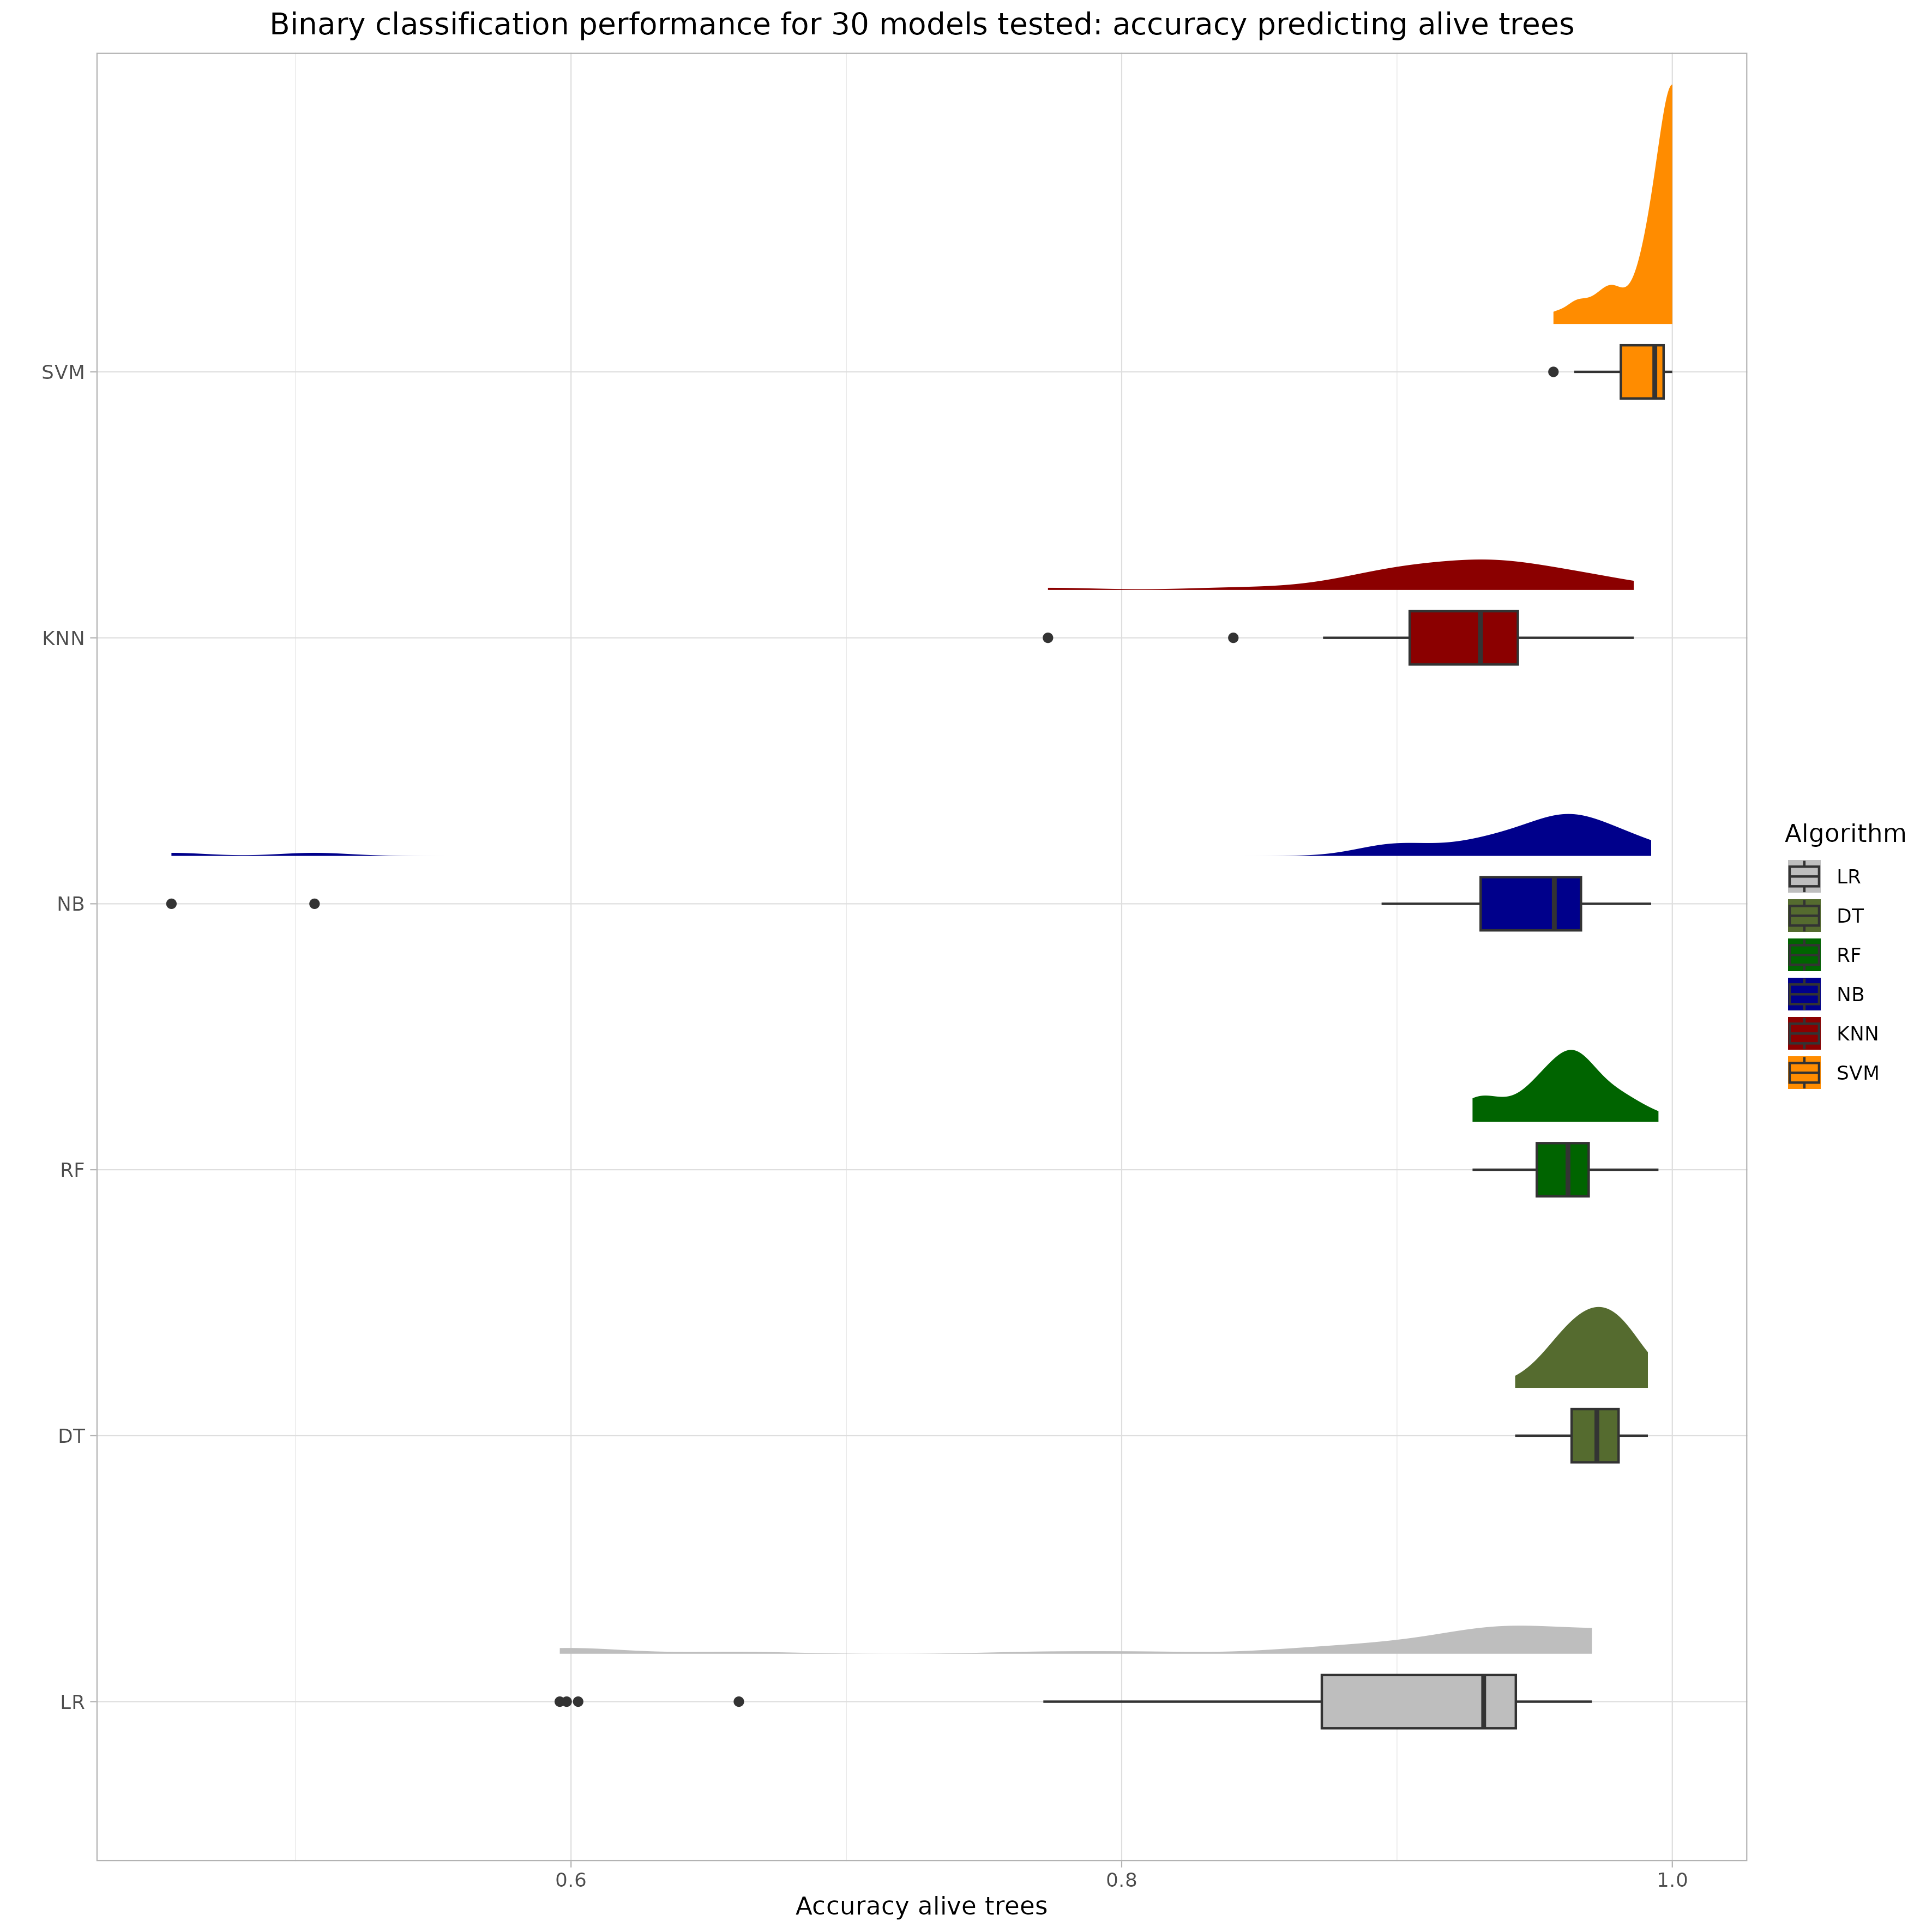 Binary classification performance for 30 models tested: accuracy predicting alive trees
SVM
KNN
NB
RF
DT
LR
0.6 0.8 1.0
Accuracy alive trees
Algorithm
LR
DT
RF
NB
KNN
SVM